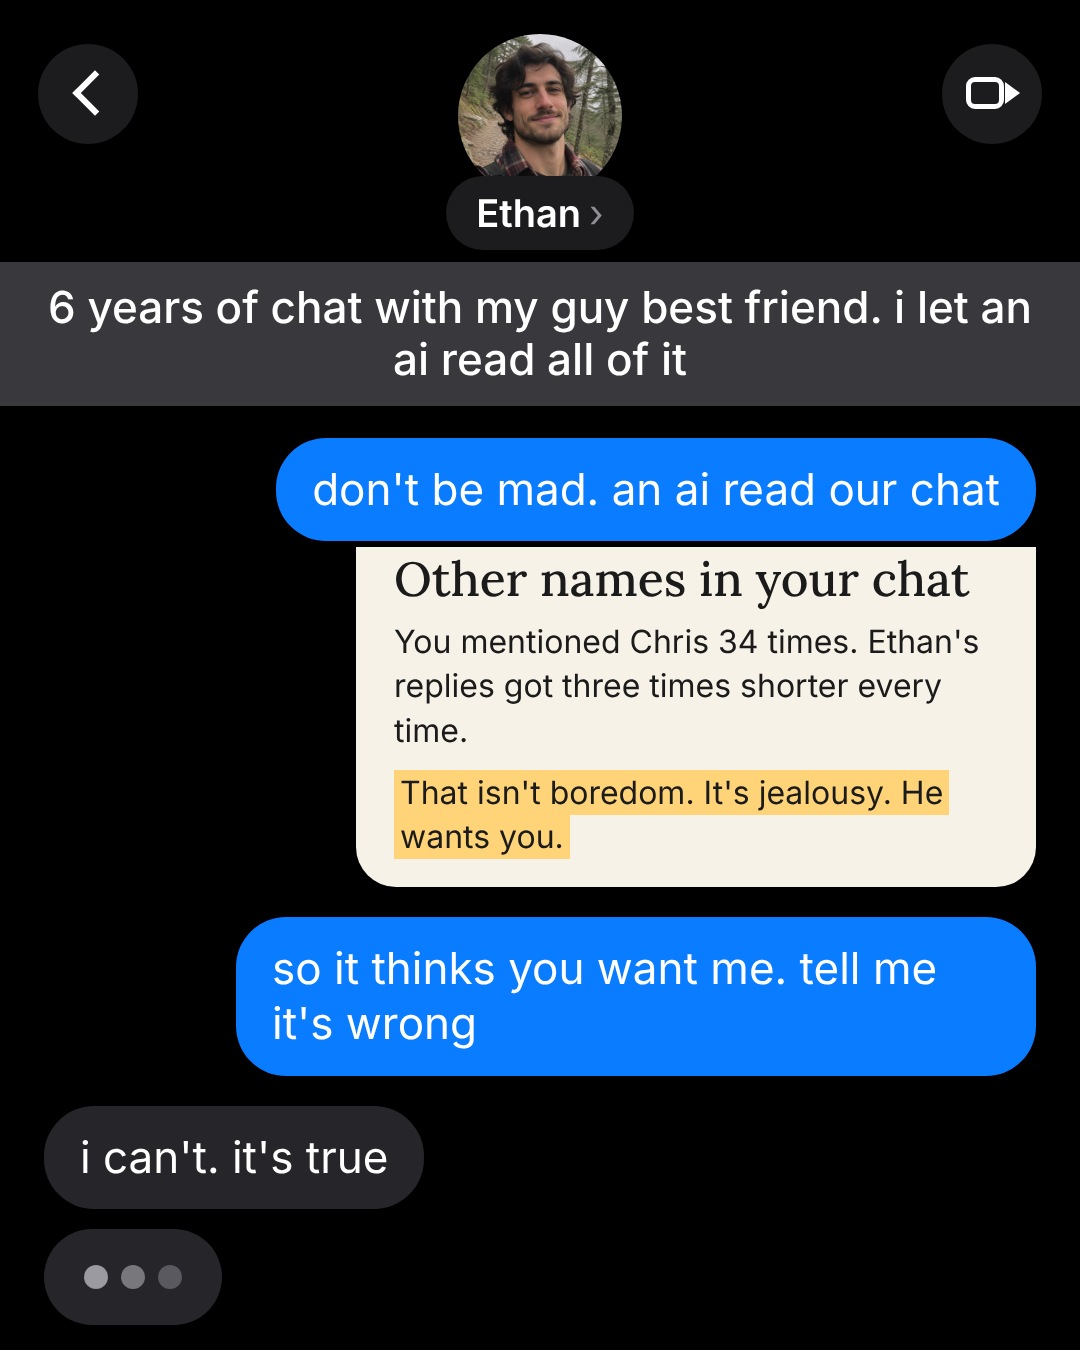 Ethan ›
6 years of chat with my guy best friend. i let an
ai read all of it
don't be mad. an ai read our chat
Other names in your chat
You mentioned Chris 34 times. Ethan's
replies got three times shorter every
time.
That isn't boredom. It's jealousy. He
wants you.
so it thinks you want me. tell me
it's wrong
i can't. it's true